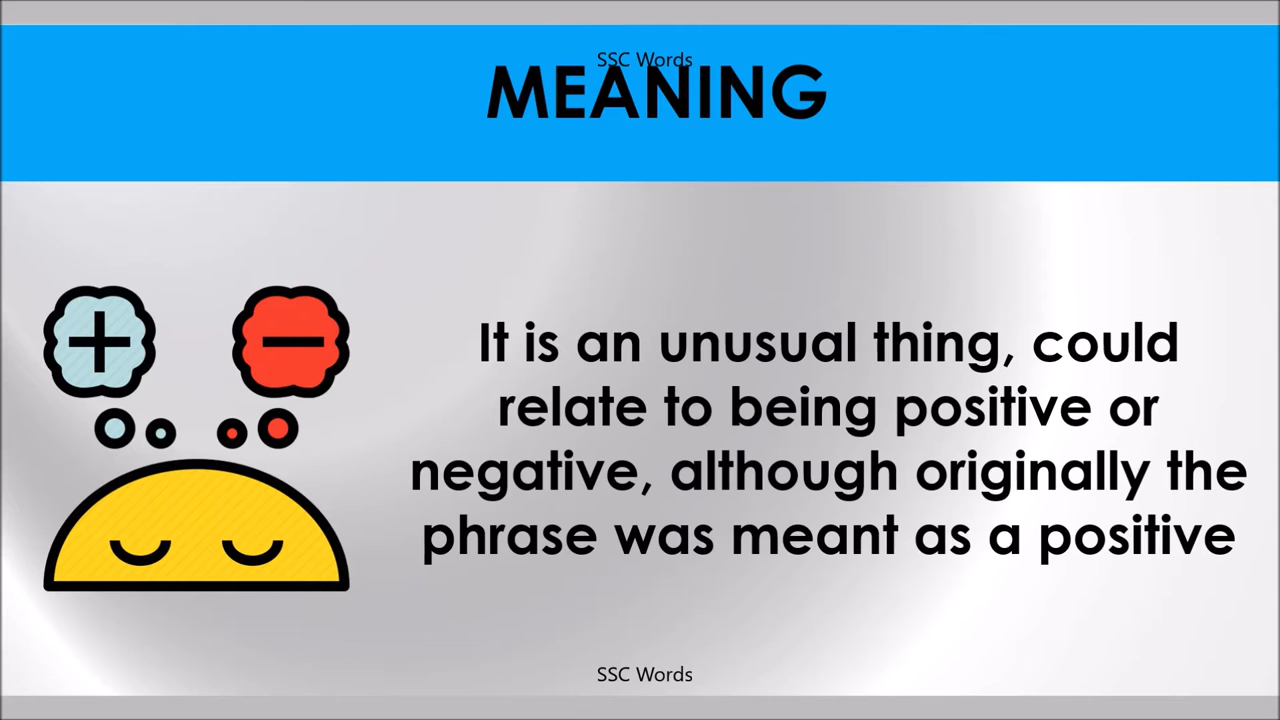 SSC Words
MEANING
It is an unusual thing, could
relate to being positive or
negative, although originally the
phrase was meant as a positive
SSC Words